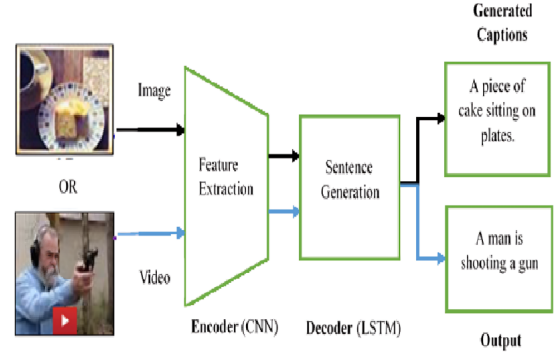 Generated
Captions
Image
A piece of
cake sitting on
plates.
Feature
Extraction
Sentence
Generation
OR
A man is
shooting a gun
Video
Encoder (CNN)
Decoder (LSTM)
Output